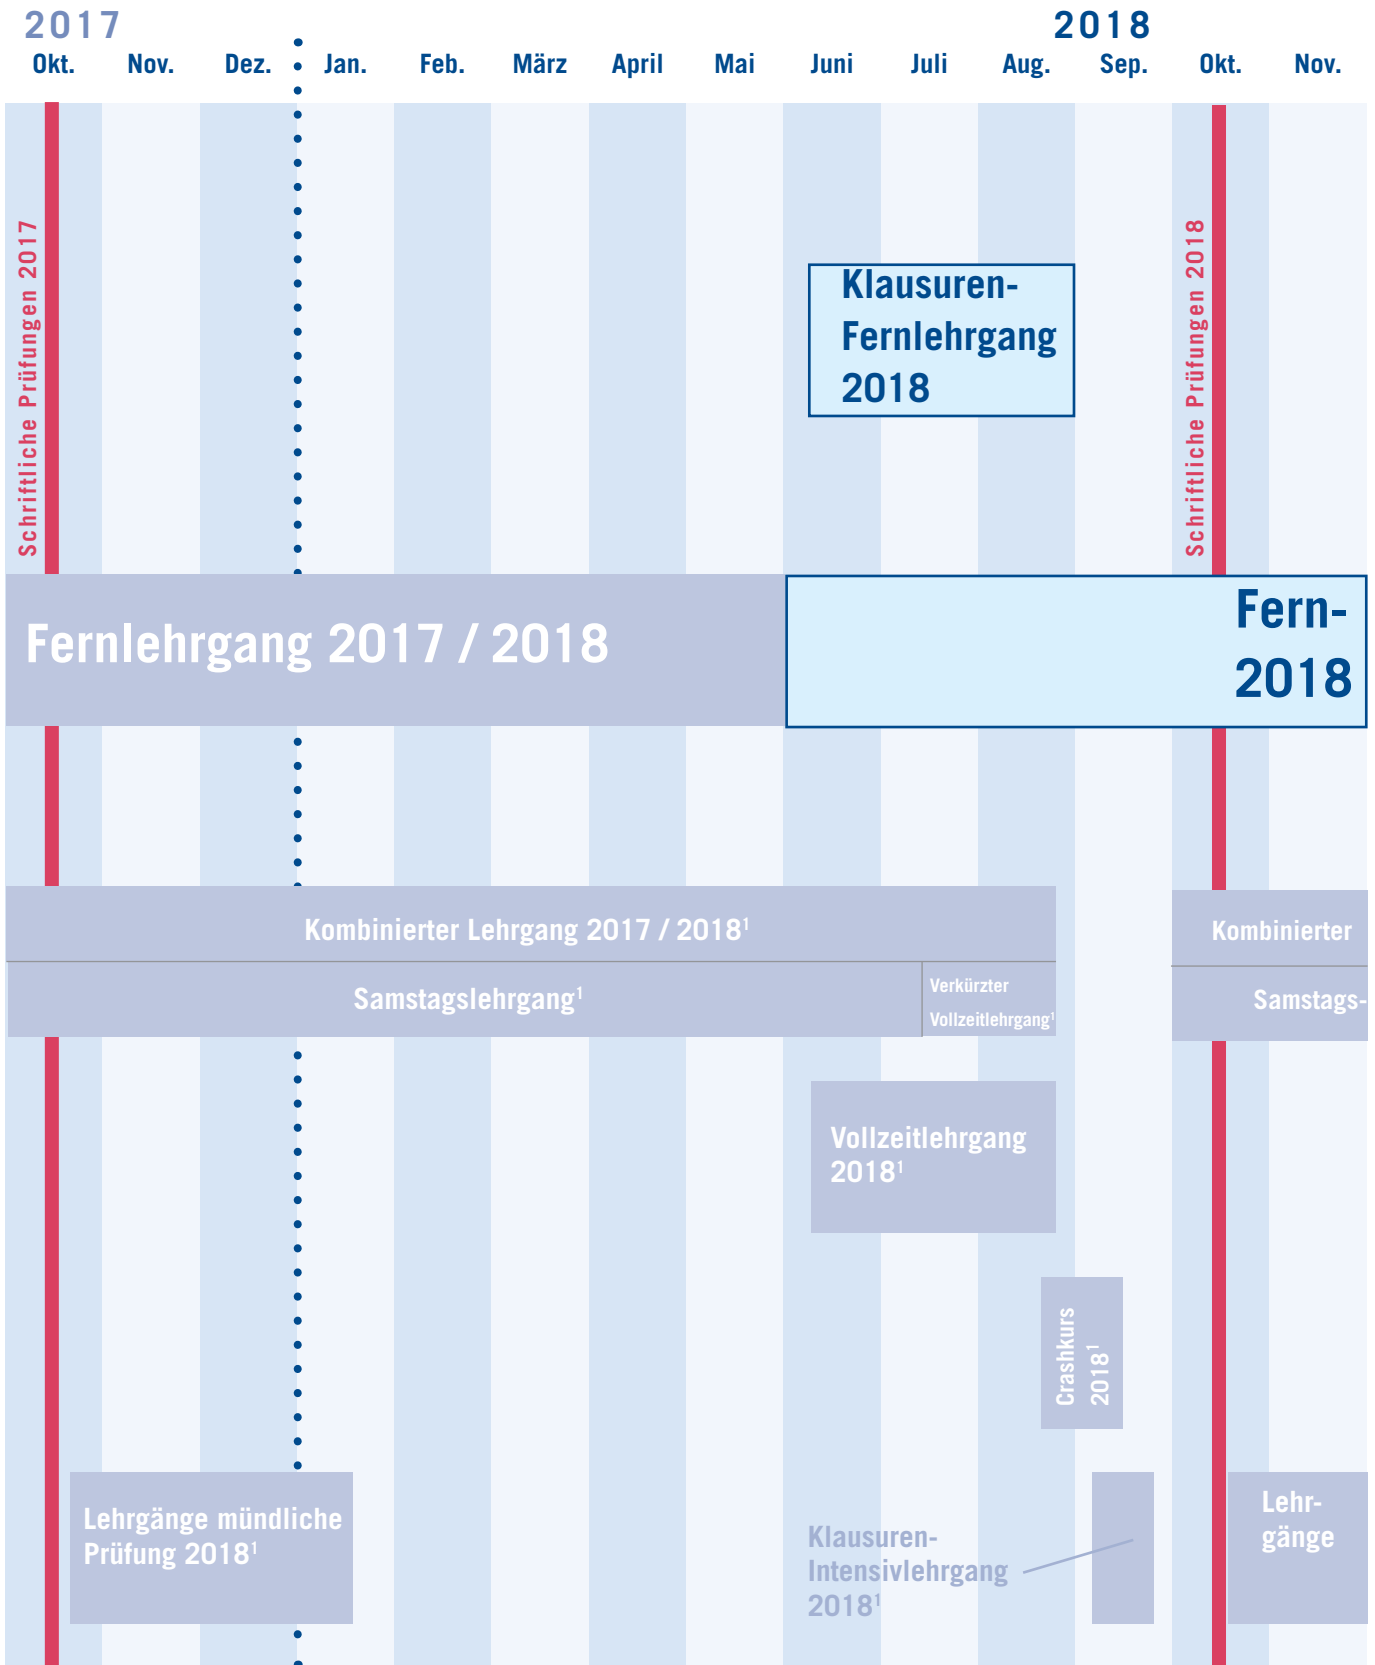 2017
2018
Okt. Nov. Dez. Jan. Feb. März April Mai Juni Juli Aug. Sep. Okt. Nov.
Schriftliche Prüfungen 2017
Schriftliche Prüfungen 2018
Klausuren-
Fernlehrgang
2018
Fernlehrgang 2017 / 2018
Fern-
2018
Kombinierter Lehrgang 2017 / 2018¹
Kombinierter
Samstagslehrgang¹
Verkürzter
Vollzeitlehrgang¹
Samstags-
Vollzeitlehrgang
2018¹
Crashkurs
2018¹
Lehrgänge mündliche
Prüfung 2018¹
Klausuren-
Intensivlehrgang
2018¹
Lehr-
gänge